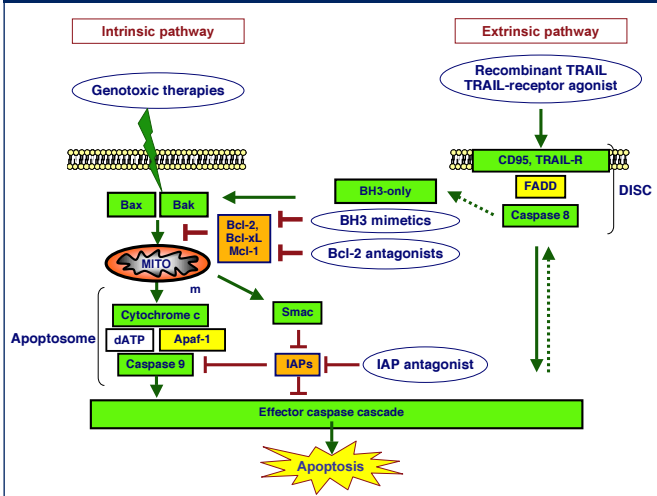 Intrinsic pathway
Extrinsic pathway
Genotoxic therapies
Recombinant TRAIL
TRAIL-receptor agonist
CD95, TRAIL-R
FADD
DISC
Caspase 8
BH3-only
Bax
Bak
Bcl-2,
Bcl-xL
Mcl-1
BH3 mimetics
Bcl-2 antagonists
MITO
m
Cytochrome c
Smac
Apoptosome
dATP
Apaf-1
Caspase 9
IAPs
IAP antagonist
Effector caspase cascade
Apoptosis